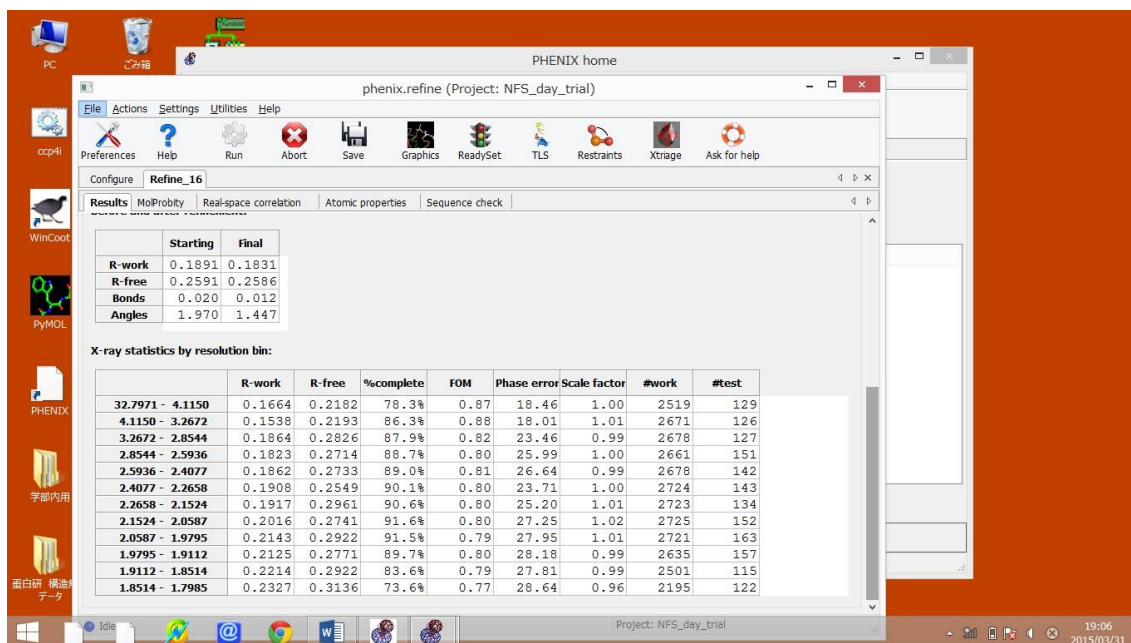 PC
ごみ箱
PHENIX home
phenix.refine (Project: NFS_day_trial)
File Actions Settings Utilities Help
Preferences Help Run Abort Save Graphics ReadySet TLS Restraints Xtriage Ask for help
ccp4i
Configure Refine_16
Results MolProbity Real-space correlation Atomic properties Sequence check
WinCoot
Starting Final
R-work 0.1891 0.1831
R-free 0.2591 0.2586
Bonds 0.020 0.012
Angles 1.970 1.447
PyMOL
X-ray statistics by resolution bin:
R-work R-free %complete FOM Phase error Scale factor #work #test
32.7971 - 4.1150 0.1664 0.2182 78.3% 0.87 18.46 1.00 2519 129
4.1150 - 3.2672 0.1538 0.2193 86.3% 0.88 18.01 1.01 2671 126
3.2672 - 2.8544 0.1864 0.2826 87.9% 0.82 23.46 0.99 2678 127
2.8544 - 2.5936 0.1823 0.2714 88.7% 0.80 25.99 1.00 2661 151
2.5936 - 2.4077 0.1862 0.2733 89.0% 0.81 26.64 0.99 2678 142
2.4077 - 2.2658 0.1908 0.2549 90.1% 0.80 23.71 1.00 2724 143
2.2658 - 2.1524 0.1917 0.2961 90.6% 0.80 25.20 1.01 2723 134
2.1524 - 2.0587 0.2016 0.2741 91.6% 0.80 27.25 1.02 2725 152
2.0587 - 1.9795 0.2143 0.2922 91.5% 0.79 27.95 1.01 2721 163
1.9795 - 1.9112 0.2125 0.2771 89.7% 0.80 28.18 0.99 2635 157
1.9112 - 1.8514 0.2214 0.2922 83.6% 0.79 27.81 0.99 2501 115
1.8514 - 1.7985 0.2327 0.3136 73.6% 0.77 28.64 0.96 2195 122
PHENIX
学部内用
蛋白研 構造
データ
Idle
Project: NFS_day_trial
19:06
2015/03/31